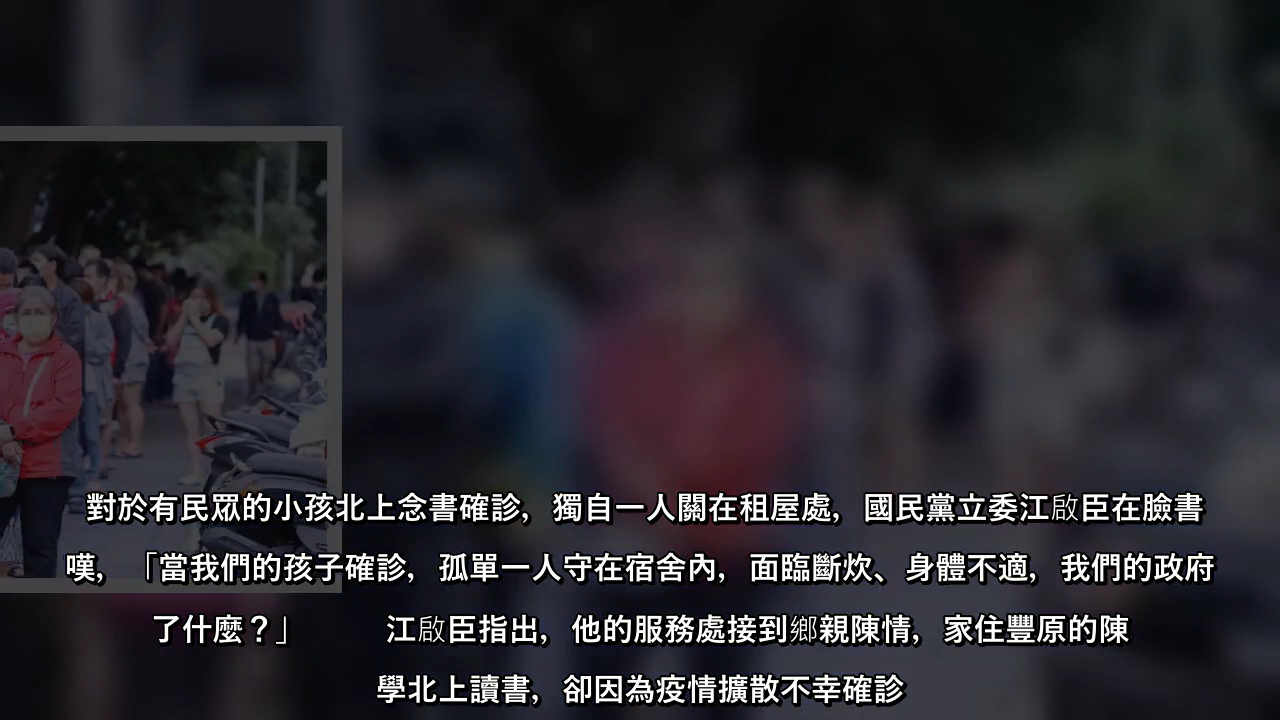 對於有民眾的小孩北上念書確診，獨自一人關在租屋處，國民黨立委江啟臣在臉書
嘆，「當我們的孩子確診，孤單一人守在宿舍內，面臨斷炊、身體不適，我們的政府
了什麼？」 江啟臣指出，他的服務處接到鄉親陳情，家住豐原的陳
學北上讀書，卻因為疫情擴散不幸確診